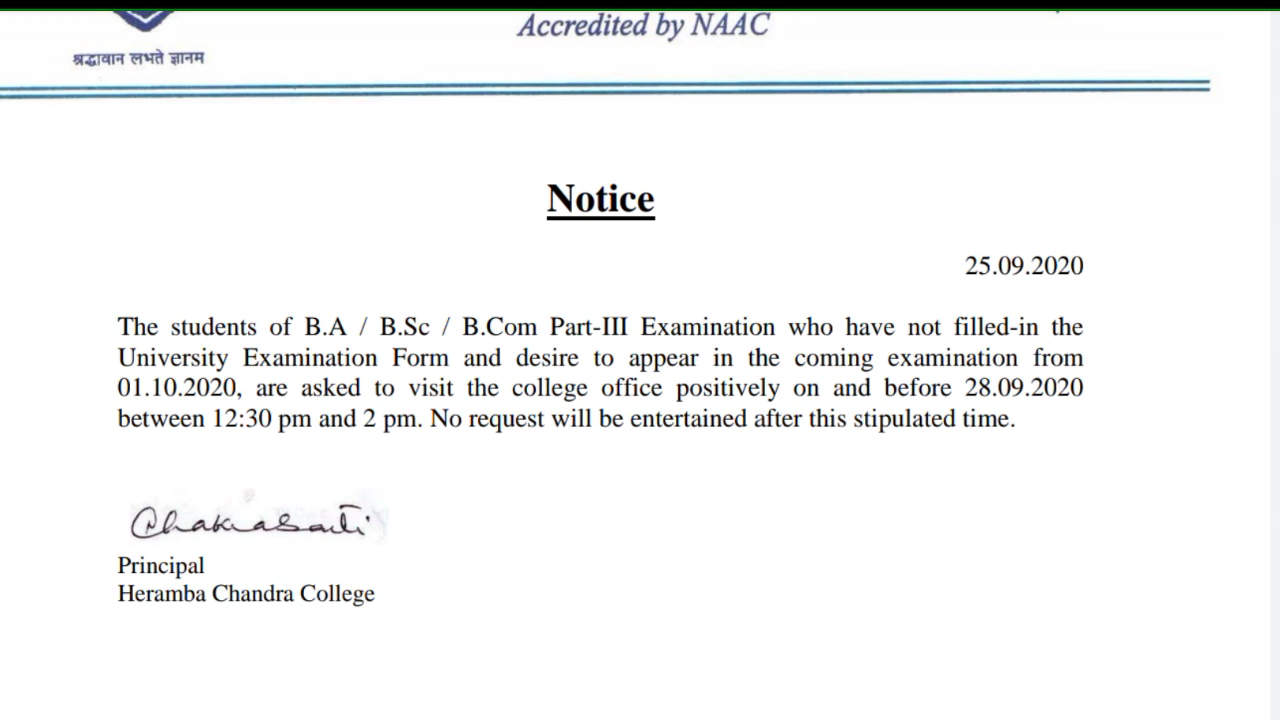 Accredited by NAAC
श्रद्धावान लभते ज्ञानम
Notice
25.09.2020
The students of B.A / B.Sc / B.Com Part-III Examination who have not filled-in the
University Examination Form and desire to appear in the coming examination from
01.10.2020, are asked to visit the college office positively on and before 28.09.2020
between 12:30 pm and 2 pm. No request will be entertained after this stipulated time.
Principal
Heramba Chandra College